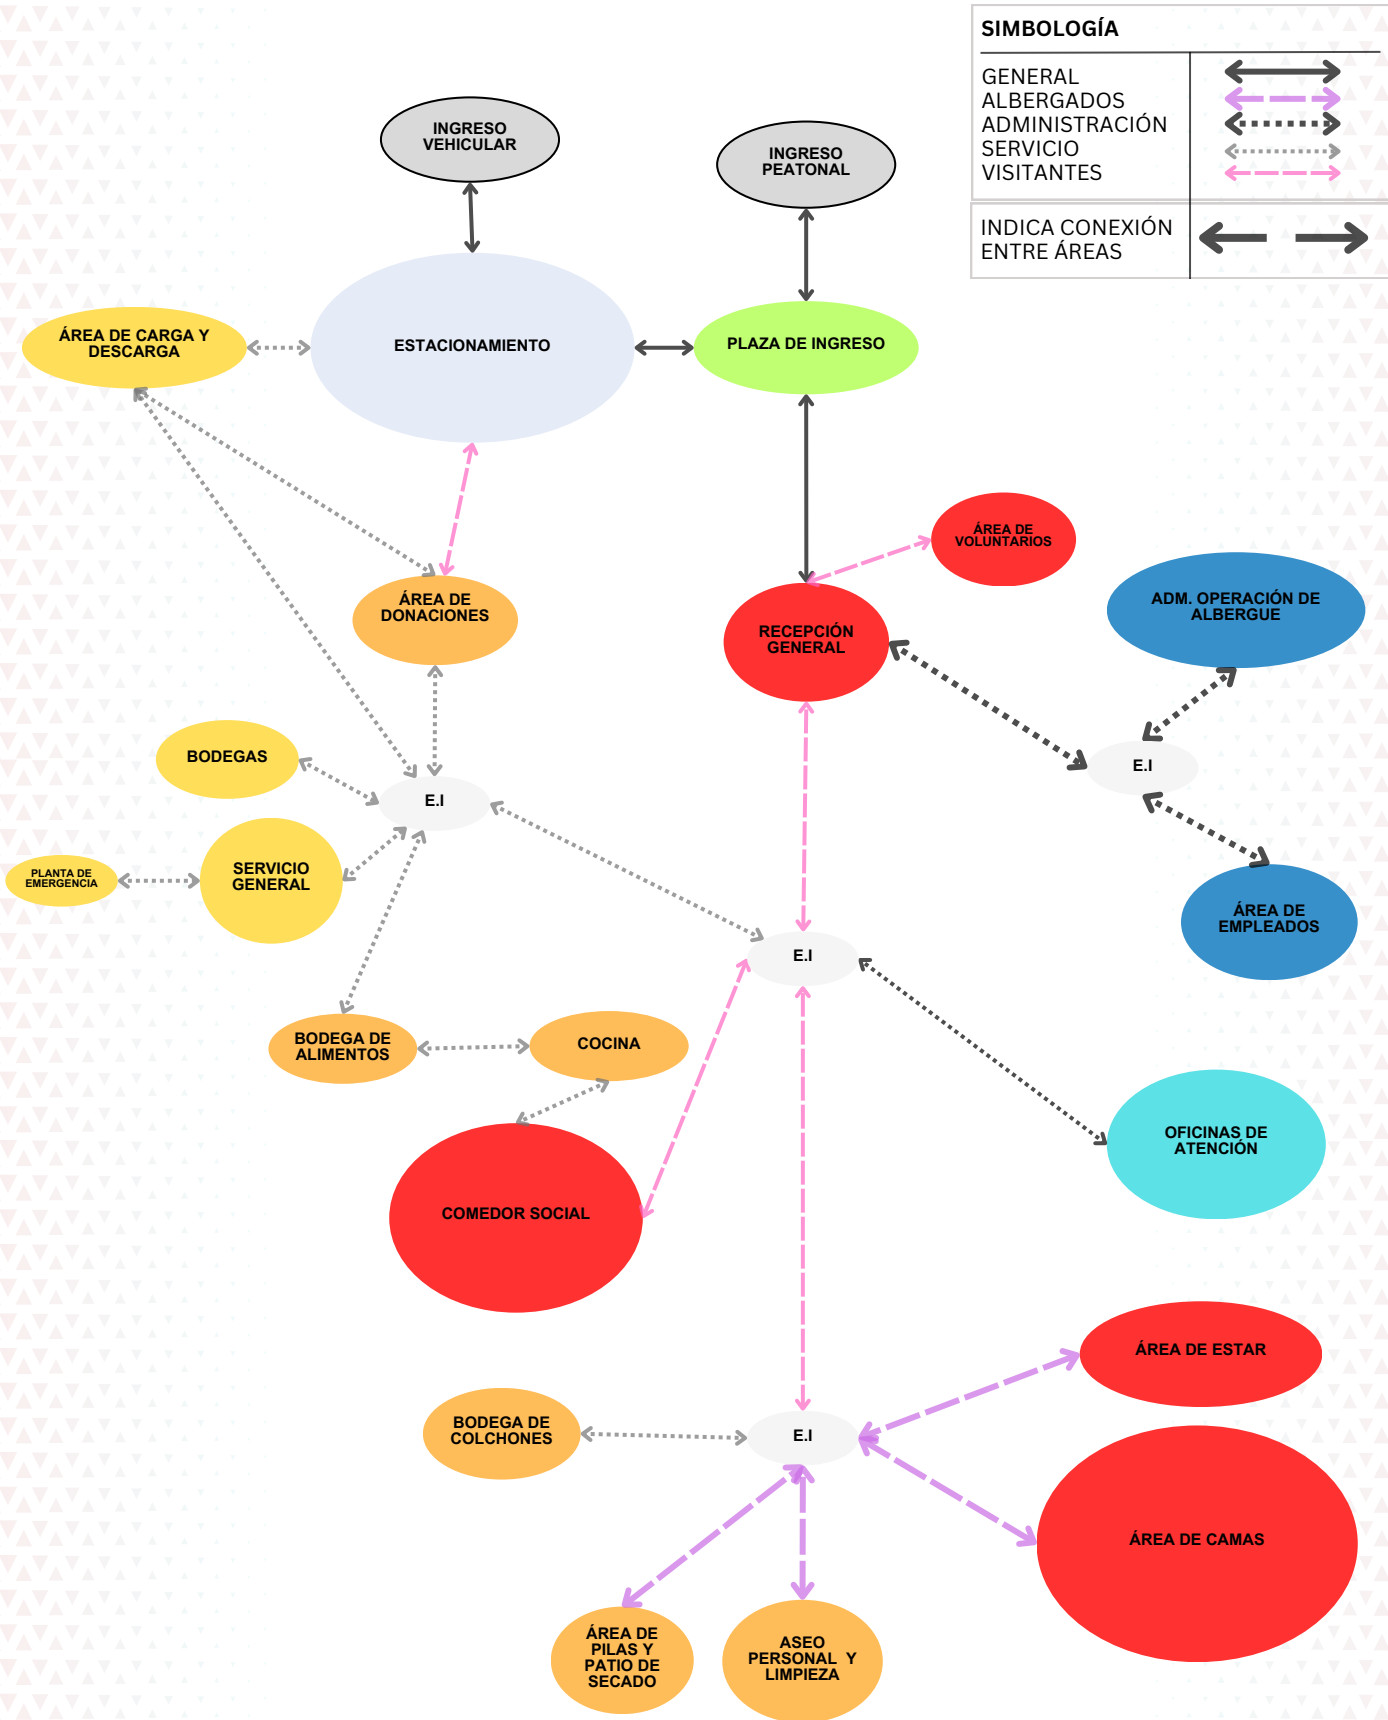 SIMBOLOGÍA
GENERAL
ALBERGADOS
ADMINISTRACIÓN
SERVICIO
VISITANTES
INDICA CONEXIÓN
ENTRE ÁREAS
INGRESO
VEHICULAR
INGRESO
PEATONAL
ÁREA DE CARGA Y
DESCARGA
ESTACIONAMIENTO
PLAZA DE INGRESO
ÁREA DE
VOLUNTARIOS
ÁREA DE
DONACIONES
RECEPCIÓN
GENERAL
ADM. OPERACIÓN DE
ALBERGUE
BODEGAS
E.I
E.I
PLANTA DE
EMERGENCIA
SERVICIO
GENERAL
ÁREA DE
EMPLEADOS
E.I
BODEGA DE
ALIMENTOS
COCINA
OFICINAS DE
ATENCIÓN
COMEDOR SOCIAL
ÁREA DE ESTAR
BODEGA DE
COLCHONES
E.I
ÁREA DE CAMAS
ÁREA DE
PILAS Y
PATIO DE
SECADO
ASEO
PERSONAL Y
LIMPIEZA